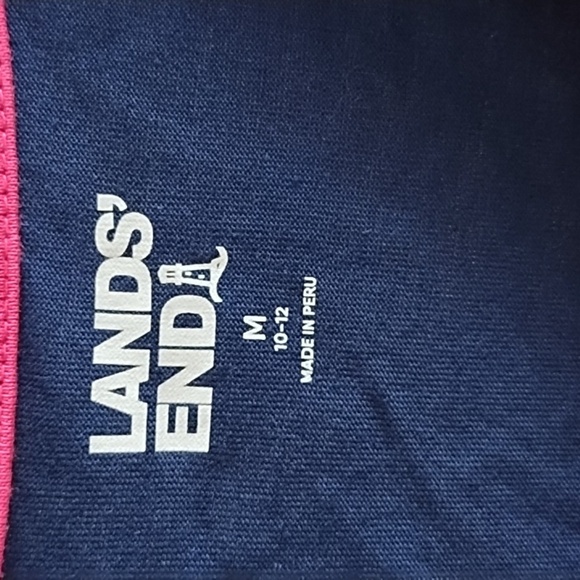 LANDS'
END
M
10-12
MADE IN PERU